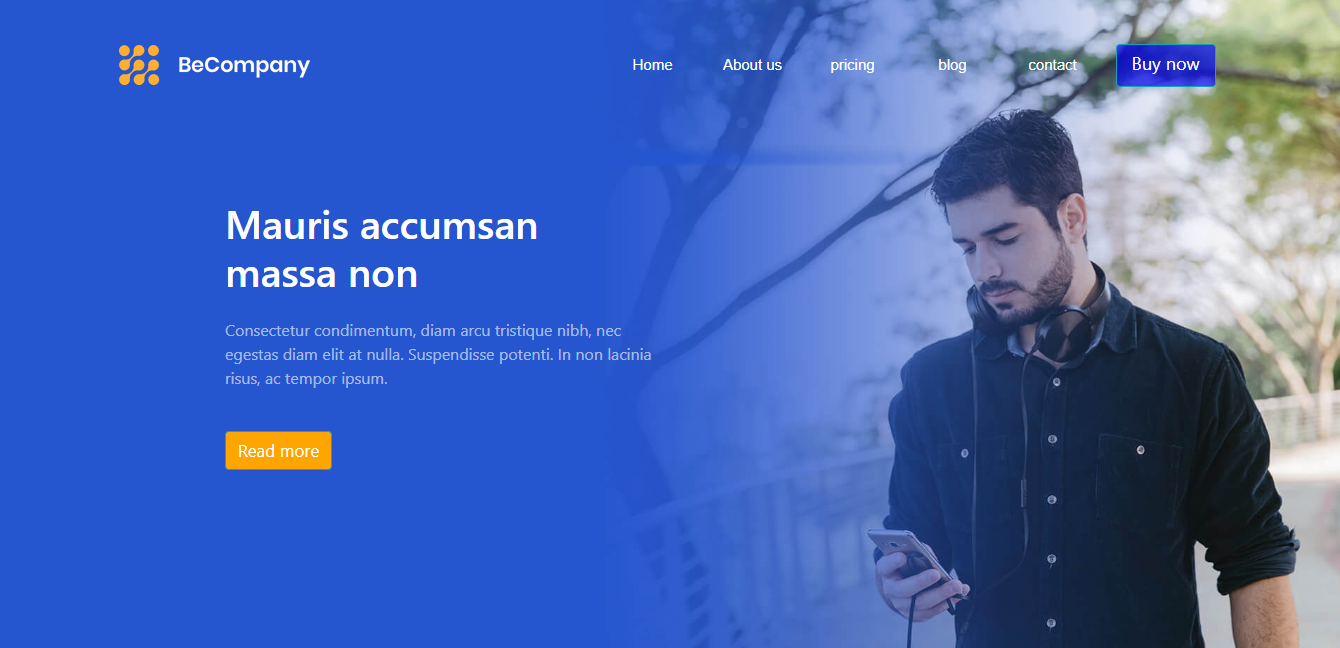 BeCompany
Home About us pricing blog contact Buy now
Mauris accumsan
massa non
Consectetur condimentum, diam arcu tristique nibh, nec
egestas diam elit at nulla. Suspendisse potenti. In non lacinia
risus, ac tempor ipsum.
Read more